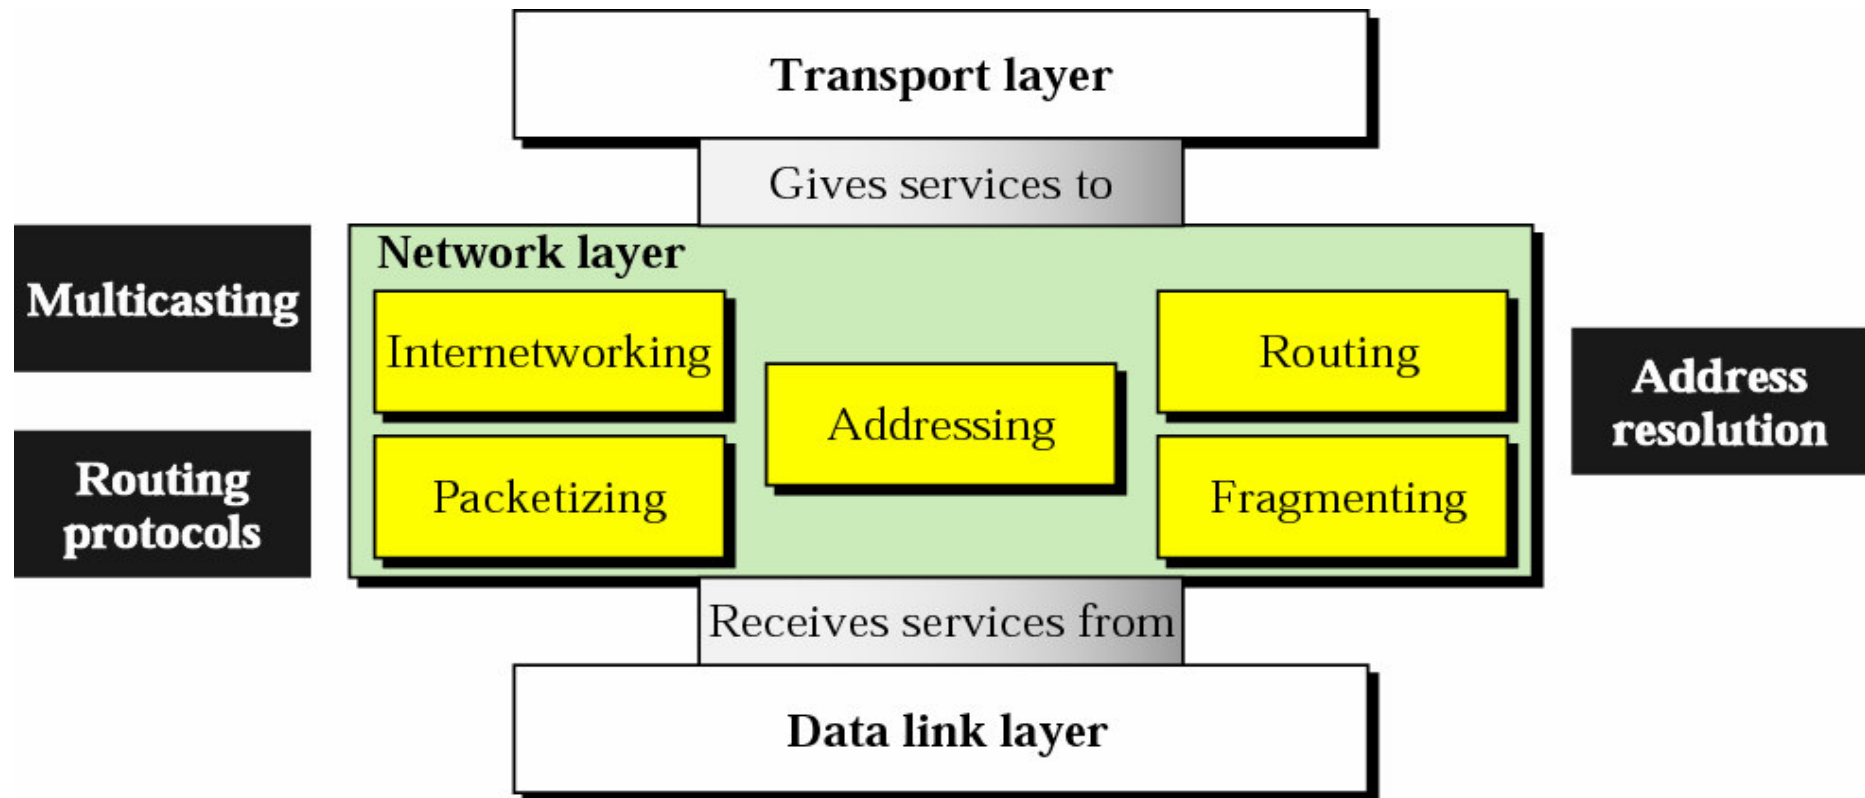 Transport layer
Gives services to
Multicasting
Routing
protocols
Network layer
Internetworking
Packetizing
Addressing
Routing
Fragmenting
Address
resolution
Receives services from
Data link layer